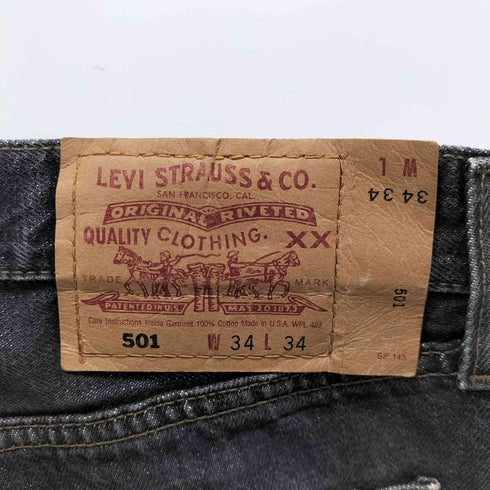 LEVI STRAUSS & CO.
SAN FRANCISCO, CAL.
ORIGINAL RIVETED
QUALITY CLOTHING.
XX
TRADE MARK
PATENTED IN U.S. MAY 20 1873
Care Instructions Inside Garment 100% Cotton Made in U.S.A. WPL 423
501 W 34 L 34
W L
34 34
501
SP 145